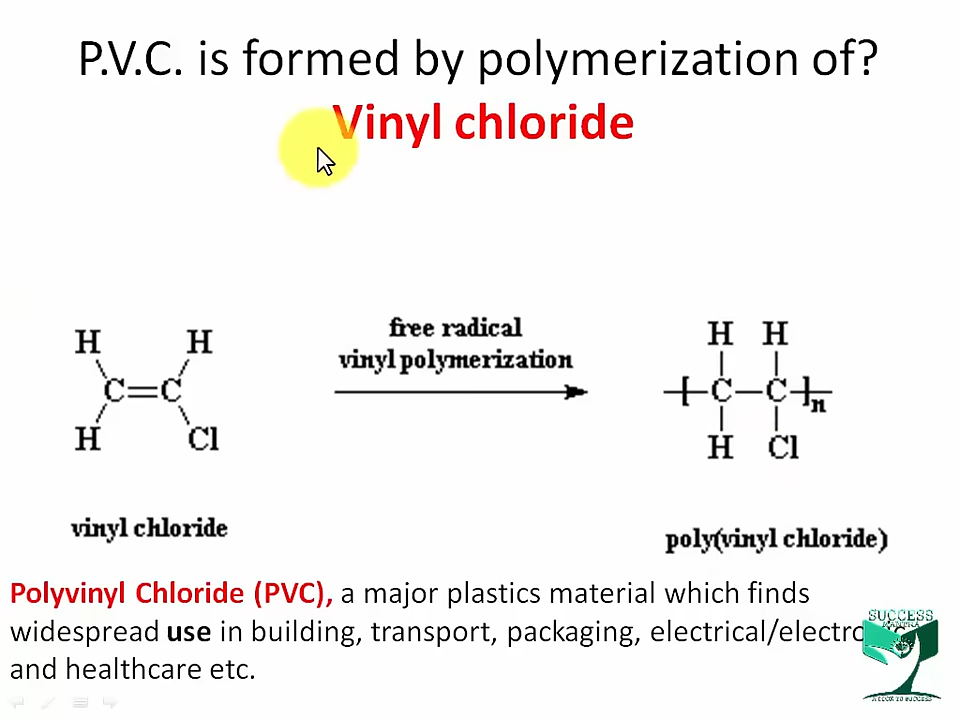 P.V.C. is formed by polymerization of?
Vinyl chloride
free radical
vinyl polymerization
H H
C=C
H Cl
H H
[C—C]n
H Cl
vinyl chloride
poly(vinyl chloride)
Polyvinyl Chloride (PVC), a major plastics material which finds
widespread use in building, transport, packaging, electrical/electro
and healthcare etc.
SUCCESS
MANTRA